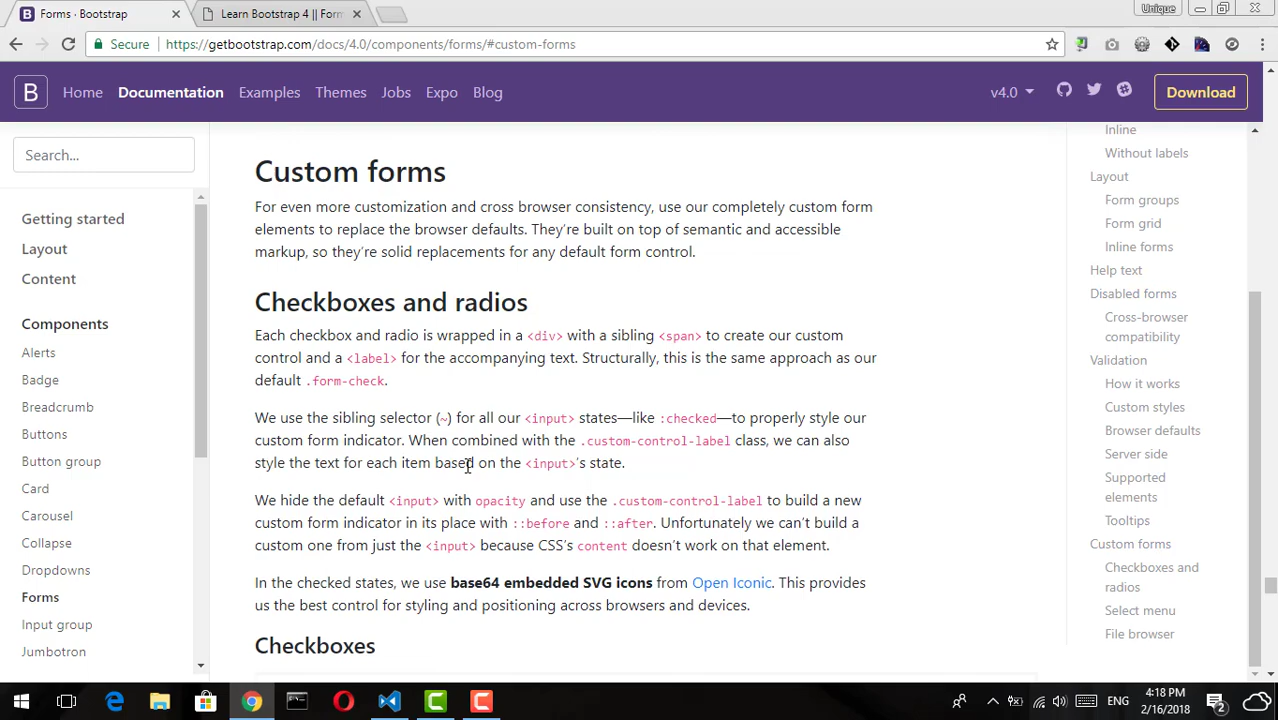 Forms · Bootstrap
Learn Bootstrap 4 || Form
Unique
Secure
https://getbootstrap.com/docs/4.0/components/forms/#custom-forms
B
Home
Documentation
Examples
Themes
Jobs
Expo
Blog
v4.0
Download
Search...
Getting started
Layout
Content
Components
Alerts
Badge
Breadcrumb
Buttons
Button group
Card
Carousel
Collapse
Dropdowns
Forms
Input group
Jumbotron
Custom forms
For even more customization and cross browser consistency, use our completely custom form
elements to replace the browser defaults. They’re built on top of semantic and accessible
markup, so they’re solid replacements for any default form control.
Checkboxes and radios
Each checkbox and radio is wrapped in a <div> with a sibling <span> to create our custom
control and a <label> for the accompanying text. Structurally, this is the same approach as our
default .form-check.
We use the sibling selector (~) for all our <input> states—like :checked—to properly style our
custom form indicator. When combined with the .custom-control-label class, we can also
style the text for each item based on the <input>’s state.
We hide the default <input> with opacity and use the .custom-control-label to build a new
custom form indicator in its place with ::before and ::after. Unfortunately we can’t build a
custom one from just the <input> because CSS’s content doesn’t work on that element.
In the checked states, we use base64 embedded SVG icons from Open Iconic. This provides
us the best control for styling and positioning across browsers and devices.
Checkboxes
Inline
Without labels
Layout
Form groups
Form grid
Inline forms
Help text
Disabled forms
Cross-browser
compatibility
Validation
How it works
Custom styles
Browser defaults
Server side
Supported
elements
Tooltips
Custom forms
Checkboxes and
radios
Select menu
File browser
ENG
4:18 PM
2/16/2018
2